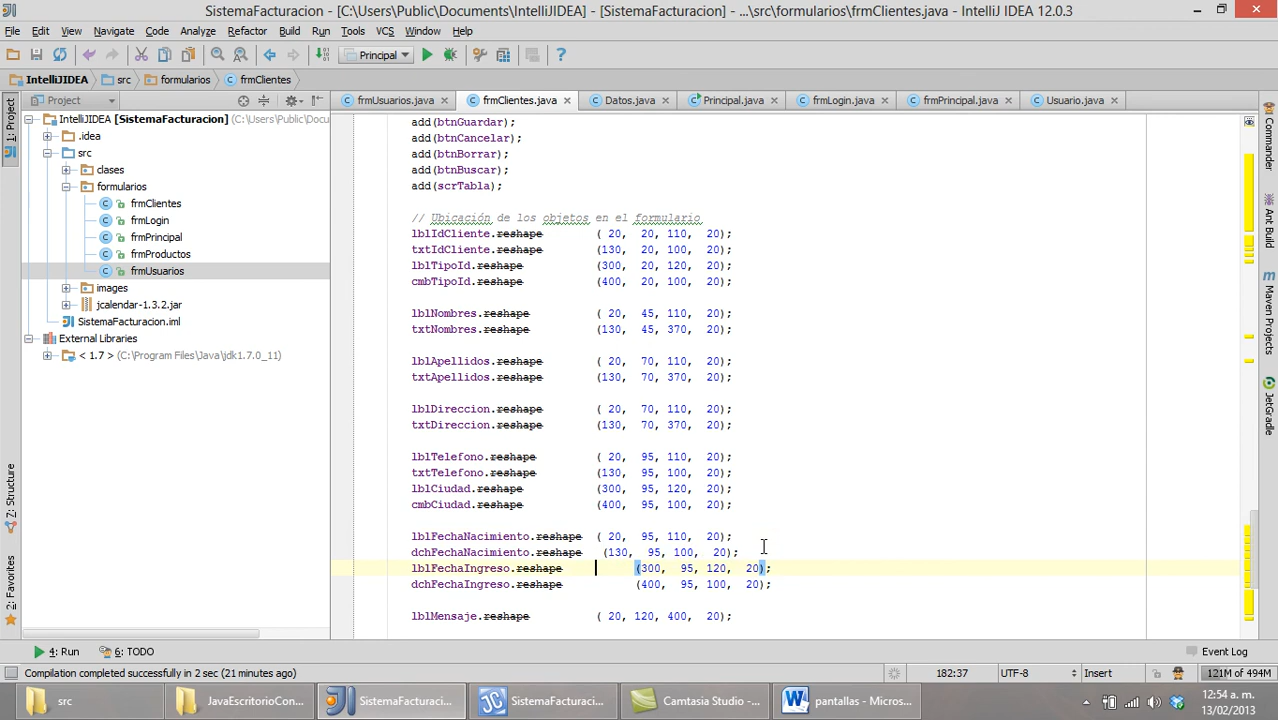 SistemaFacturacion - [C:\Users\Public\Documents\IntelliJIDEA] - [SistemaFacturacion] - ...\src\formularios\frmClientes.java - IntelliJ IDEA 12.0.3
File Edit View Navigate Code Analyze Refactor Build Run Tools VCS Window Help
Principal
IntelliJIDEA src formularios frmClientes
Project
frmUsuarios.java frmClientes.java Datos.java Principal.java frmLogin.java frmPrincipal.java Usuario.java
1: Project
Z: Structure
2: Favorites
IntelliJIDEA [SistemaFacturacion] (C:\Users\Public\Docu
.idea
src
clases
formularios
frmClientes
frmLogin
frmPrincipal
frmProductos
frmUsuarios
images
jcalendar-1.3.2.jar
SistemaFacturacion.iml
External Libraries
< 1.7 > (C:\Program Files\Java\jdk1.7.0_11)
add(btnGuardar);
add(btnCancelar);
add(btnBorrar);
add(btnBuscar);
add(scrTabla);
// Ubicación de los objetos en el formulario
lblIdCliente.reshape ( 20, 20, 110, 20);
txtIdCliente.reshape (130, 20, 100, 20);
lblTipoId.reshape (300, 20, 120, 20);
cmbTipoId.reshape (400, 20, 100, 20);
lblNombres.reshape ( 20, 45, 110, 20);
txtNombres.reshape (130, 45, 370, 20);
lblApellidos.reshape ( 20, 70, 110, 20);
txtApellidos.reshape (130, 70, 370, 20);
lblDireccion.reshape ( 20, 70, 110, 20);
txtDireccion.reshape (130, 70, 370, 20);
lblTelefono.reshape ( 20, 95, 110, 20);
txtTelefono.reshape (130, 95, 100, 20);
lblCiudad.reshape (300, 95, 120, 20);
cmbCiudad.reshape (400, 95, 100, 20);
lblFechaNacimiento.reshape ( 20, 95, 110, 20);
dchFechaNacimiento.reshape (130, 95, 100, 20);
lblFechaIngreso.reshape (300, 95, 120, 20);
dchFechaIngreso.reshape (400, 95, 100, 20);
lblMensaje.reshape ( 20, 120, 400, 20);
Commander
Ant Build
Maven Projects
JetGradle
4: Run 6: TODO Event Log
Compilation completed successfully in 2 sec (21 minutes ago) 182:37 UTF-8 Insert 121M of 494M
src JavaEscritorioCon... SistemaFacturaci... SistemaFacturaci... Camtasia Studio -... pantallas - Micros... 12:54 a. m.
13/02/2013